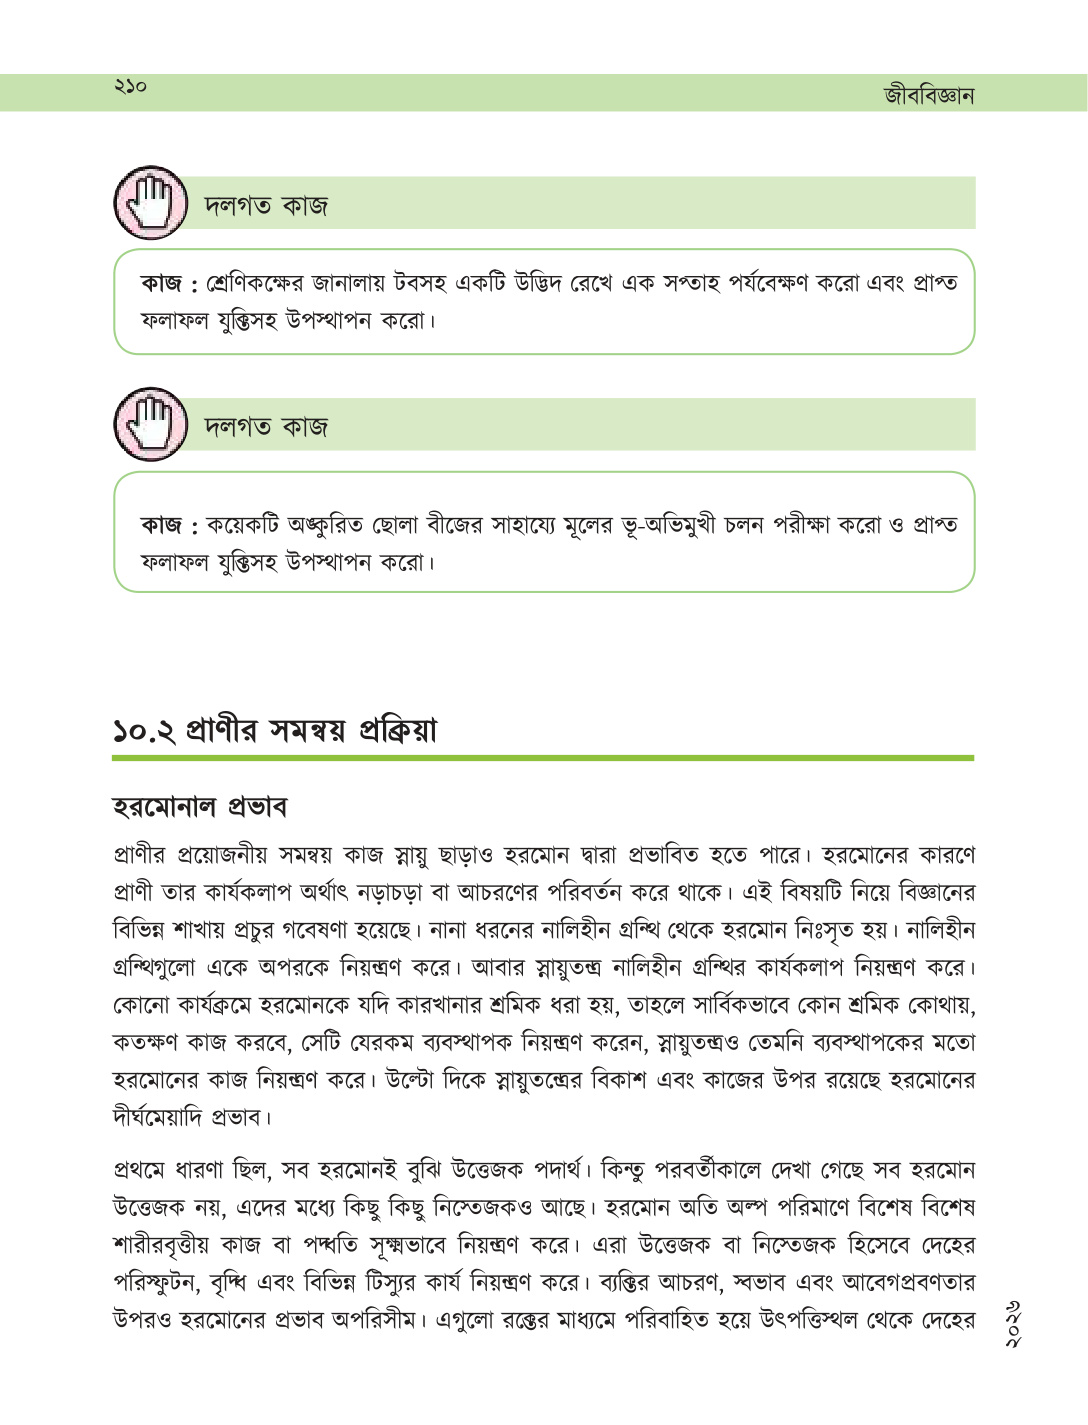 ২১০
জীববিজ্ঞান
দলগত কাজ
কাজ : শ্রেণিকক্ষের জানালায় টবসহ একটি উদ্ভিদ রেখে এক সপ্তাহ পর্যবেক্ষণ করো এবং প্রাপ্ত
ফলাফল যুক্তিসহ উপস্থাপন করো।
দলগত কাজ
কাজ : কয়েকটি অঙ্কুরিত ছোলা বীজের সাহায্যে মূলের ভূ-অভিমুখী চলন পরীক্ষা করো ও প্রাপ্ত
ফলাফল যুক্তিসহ উপস্থাপন করো।
১০.২ প্রাণীর সমন্বয় প্রক্রিয়া
হরমোনাল প্রভাব
প্রাণীর প্রয়োজনীয় সমন্বয় কাজ স্নায়ু ছাড়াও হরমোন দ্বারা প্রভাবিত হতে পারে। হরমোনের কারণে
প্রাণী তার কার্যকলাপ অর্থাৎ নড়াচড়া বা আচরণের পরিবর্তন করে থাকে। এই বিষয়টি নিয়ে বিজ্ঞানের
বিভিন্ন শাখায় প্রচুর গবেষণা হয়েছে। নানা ধরনের নালিহীন গ্রন্থি থেকে হরমোন নিঃসৃত হয়। নালিহীন
গ্রন্থিগুলো একে অপরকে নিয়ন্ত্রণ করে। আবার স্নায়ুতন্ত্র নালিহীন গ্রন্থির কার্যকলাপ নিয়ন্ত্রণ করে।
কোনো কার্যক্রমে হরমোনকে যদি কারখানার শ্রমিক ধরা হয়, তাহলে সার্বিকভাবে কোন শ্রমিক কোথায়,
কতক্ষণ কাজ করবে, সেটি যেরকম ব্যবস্থাপক নিয়ন্ত্রণ করেন, স্নায়ুতন্ত্রও তেমনি ব্যবস্থাপকের মতো
হরমোনের কাজ নিয়ন্ত্রণ করে। উল্টো দিকে স্নায়ুতন্ত্রের বিকাশ এবং কাজের উপর রয়েছে হরমোনের
দীর্ঘমেয়াদি প্রভাব।
প্রথমে ধারণা ছিল, সব হরমোনই বুঝি উত্তেজক পদার্থ। কিন্তু পরবর্তীকালে দেখা গেছে সব হরমোন
উত্তেজক নয়, এদের মধ্যে কিছু কিছু নিস্তেজকও আছে। হরমোন অতি অল্প পরিমাণে বিশেষ বিশেষ
শারীরবৃত্তীয় কাজ বা পদ্ধতি সূক্ষ্মভাবে নিয়ন্ত্রণ করে। এরা উত্তেজক বা নিস্তেজক হিসেবে দেহের
পরিস্ফুটন, বৃদ্ধি এবং বিভিন্ন টিস্যুর কার্য নিয়ন্ত্রণ করে। ব্যক্তির আচরণ, স্বভাব এবং আবেগপ্রবণতার
উপরও হরমোনের প্রভাব অপরিসীম। এগুলো রক্তের মাধ্যমে পরিবাহিত হয়ে উৎপত্তিস্থল থেকে দেহের
২০২৬